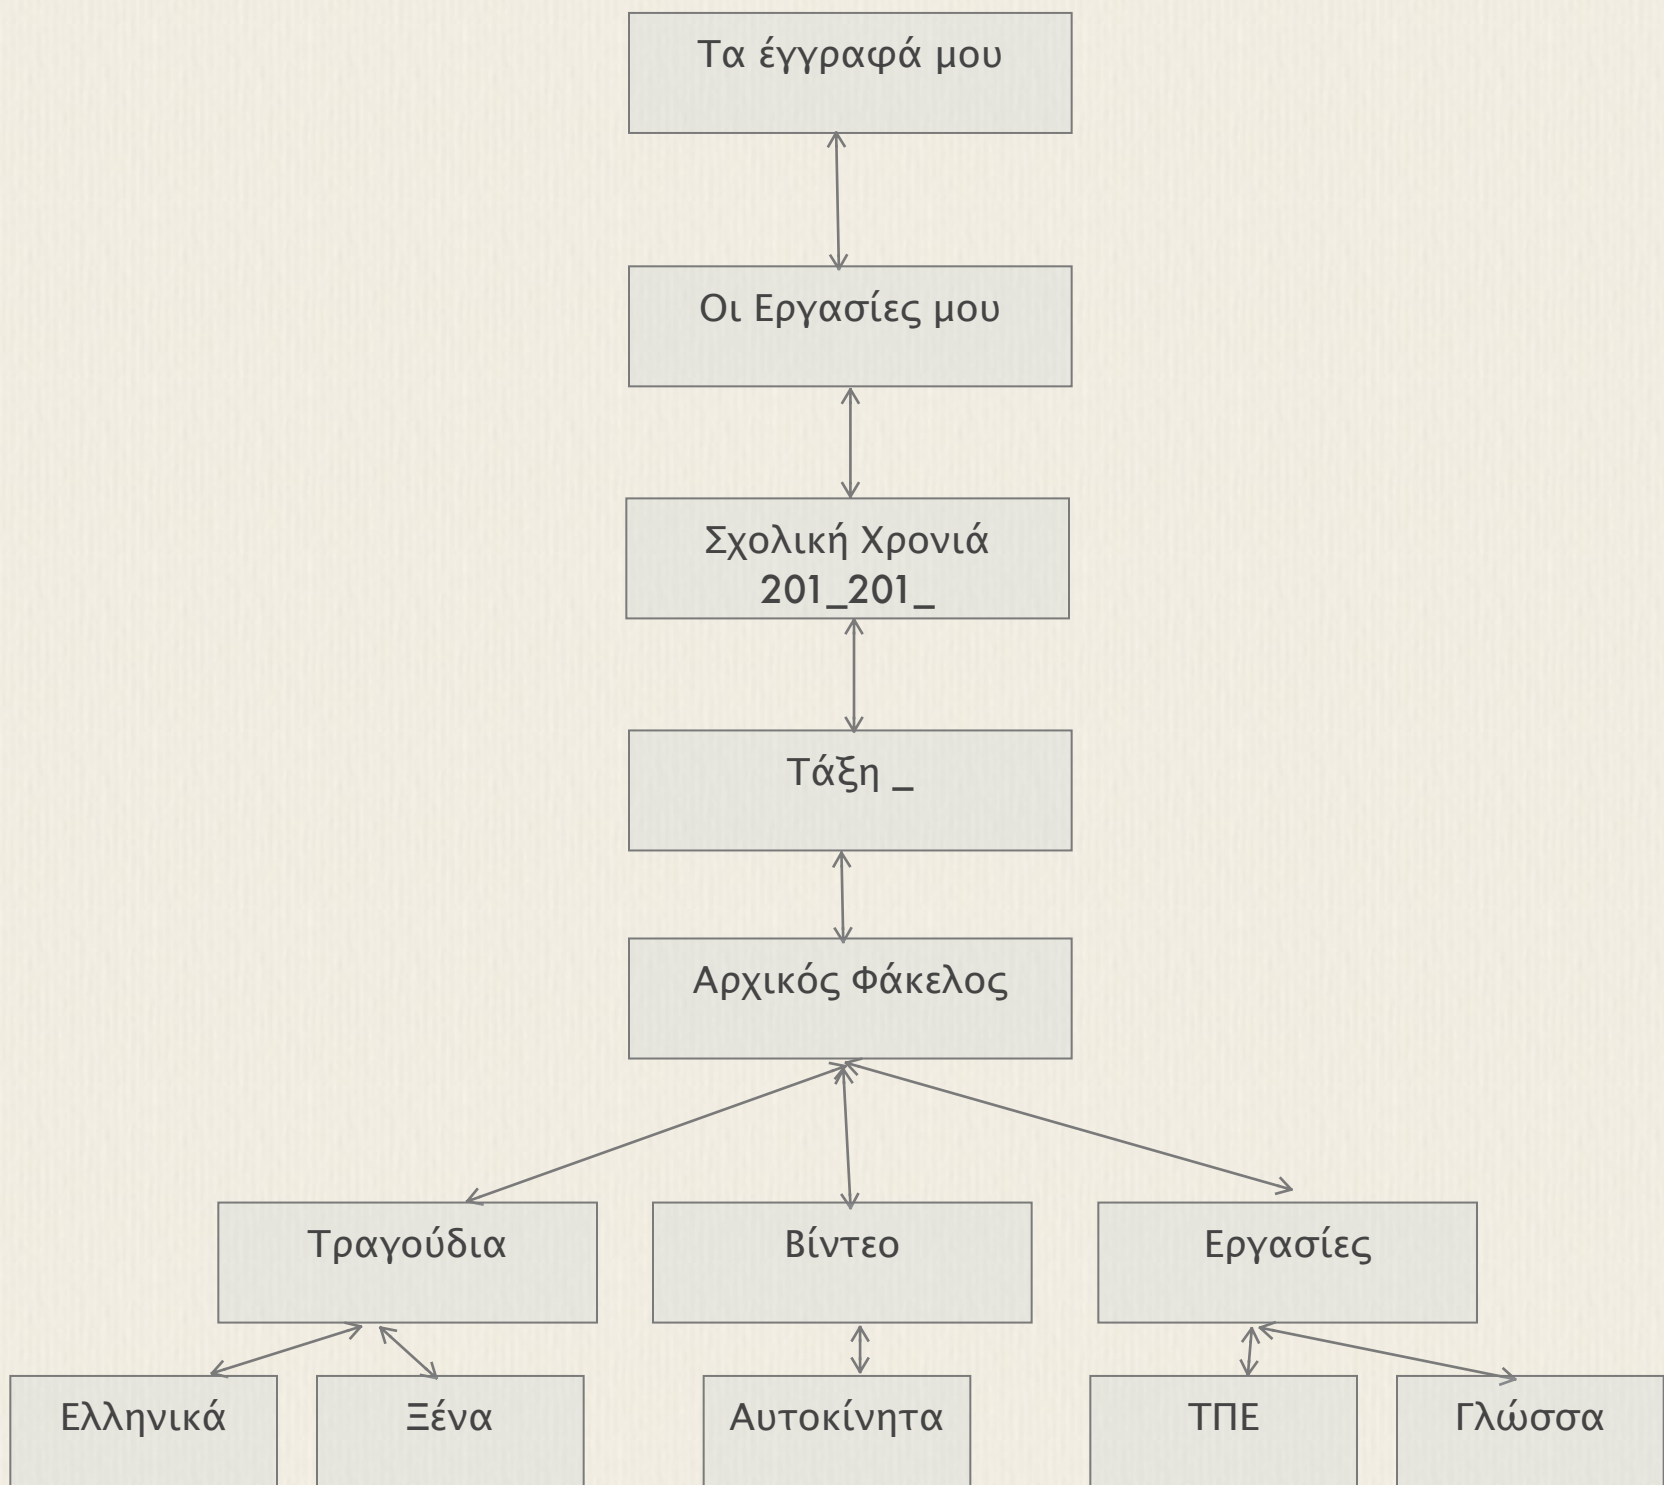 Τα έγγραφά μου
Οι Εργασίες μου
Σχολική Χρονιά
201_201_
Τάξη _
Αρχικός Φάκελος
Τραγούδια
Βίντεο
Εργασίες
Ελληνικά
Ξένα
Αυτοκίνητα
ΤΠΕ
Γλώσσα